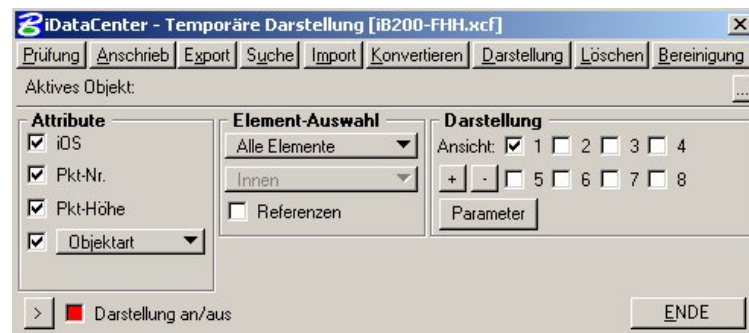 iDataCenter - Temporäre Darstellung [iB200-FHH.xcf]
Prüfung Anschrieb Export Suche Import Konvertieren Darstellung Löschen Bereinigung
Aktives Objekt: ...
Attribute Element-Auswahl Darstellung
iOS Alle Elemente Ansicht: 1 2 3 4
Pkt-Nr. Innen + - 5 6 7 8
Pkt-Höhe Referenzen Parameter
Objektart
> Darstellung an/aus ENDE